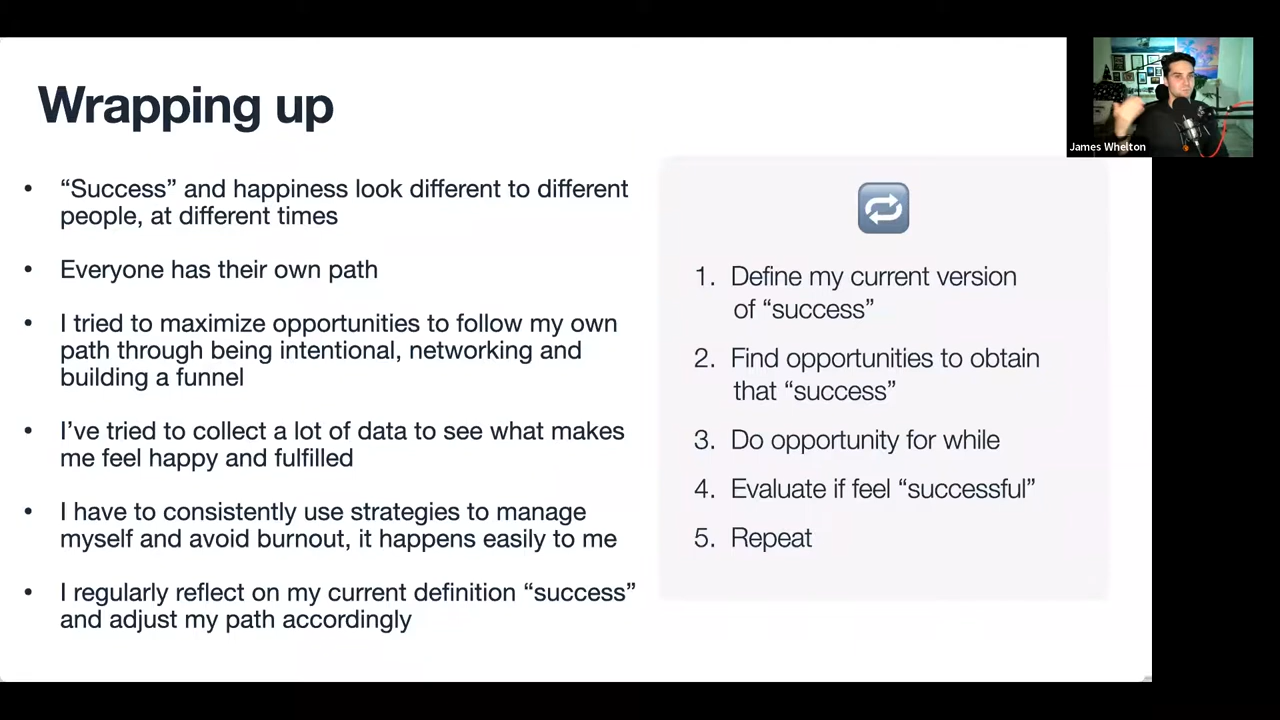 Wrapping up
• “Success” and happiness look different to different
people, at different times
• Everyone has their own path
• I tried to maximize opportunities to follow my own
path through being intentional, networking and
building a funnel
• I’ve tried to collect a lot of data to see what makes
me feel happy and fulfilled
• I have to consistently use strategies to manage
myself and avoid burnout, it happens easily to me
• I regularly reflect on my current definition “success”
and adjust my path accordingly
1. Define my current version
of “success”
2. Find opportunities to obtain
that “success”
3. Do opportunity for while
4. Evaluate if feel “successful”
5. Repeat
James Whelton